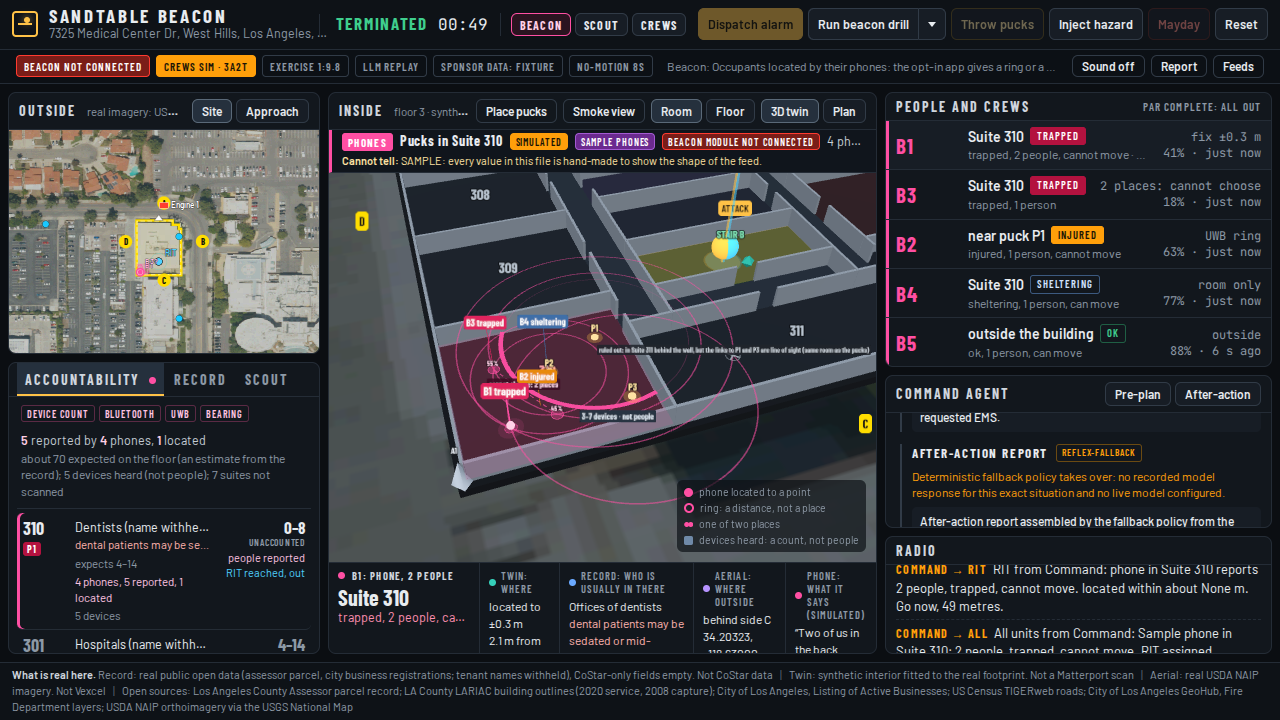 SANDTABLE BEACON
7325 Medical Center Dr, West Hills, Los Angeles, ...
TERMINATED 00:49
BEACON SCOUT CREWS
Dispatch alarm
Run beacon drill
Throw pucks
Inject hazard
Mayday
Reset
BEACON NOT CONNECTED
CREWS SIM · 3A2T
EXERCISE 1:9.8
LLM REPLAY
SPONSOR DATA: FIXTURE
NO-MOTION 8S
Beacon: Occupants located by their phones: the opt-in app gives a ring or a ...
Sound off
Report
Feeds
OUTSIDE
real imagery: US...
Site
Approach
Engine 1
D
B
C
ACCOUNTABILITY
RECORD
SCOUT
DEVICE COUNT
BLUETOOTH
UWB
BEARING
5 reported by 4 phones, 1 located
about 70 expected on the floor (an estimate from the
record); 5 devices heard (not people); 7 suites not
scanned
310
P1
Dentists (name withhe...
dental patients may be se...
expects 4–14
4 phones, 5 reported, 1
located
5 devices
0–8
UNACCOUNTED
people reported
RIT reached, out
301
Hospitals (name withh...
4–14
INSIDE
floor 3 · synth...
Place pucks
Smoke view
Room
Floor
3D twin
Plan
PHONES
Pucks in Suite 310
SIMULATED
SAMPLE PHONES
BEACON MODULE NOT CONNECTED
4 ph...
Cannot tell: SAMPLE: every value in this file is hand-made to show the shape of the feed.
308
D
ATTACK
STAIR B
309
B3 trapped
B4 sheltering
P1
311
ruled out: in Suite 311 behind the wall, but the links to P1 and P3 are line of sight (same room as the pucks)
P2
B2 injured
B1 trapped
P3
3-7 devices · not people
C
phone located to a point
ring: a distance, not a place
one of two places
devices heard: a count, not people
B1: PHONE, 2 PEOPLE
Suite 310
trapped, 2 people, ca...
TWIN:
WHERE
located to
±0.3 m
2.1 m from
RECORD: WHO IS
USUALLY IN THERE
Offices of dentists
dental patients may be
sedated or mid-
AERIAL:
WHERE
OUTSIDE
behind side C
34.20323,
PHONE:
WHAT IT
SAYS
(SIMULATED)
"Two of us in
the back
PEOPLE AND CREWS
PAR COMPLETE: ALL OUT
B1
Suite 310
TRAPPED
trapped, 2 people, cannot move · ...
fix ±0.3 m
41% · just now
B3
Suite 310
TRAPPED
trapped, 1 person
2 places: cannot choose
18% · just now
B2
near puck P1
INJURED
injured, 1 person, cannot move
UWB ring
63% · just now
B4
Suite 310
SHELTERING
sheltering, 1 person, can move
room only
77% · just now
B5
outside the building
OK
ok, 1 person, can move
outside
88% · 6 s ago
COMMAND AGENT
Pre-plan
After-action
requested EMS.
AFTER-ACTION REPORT
REFLEX-FALLBACK
Deterministic fallback policy takes over: no recorded model
response for this exact situation and no live model configured.
After-action report assembled by the fallback policy from the
RADIO
COMMAND → RIT RIT from Command: phone in Suite 310 reports
2 people, trapped, cannot move. located within about None m.
Go now, 49 metres.
COMMAND → ALL All units from Command: Sample phone in
Suite 310: 2 people, trapped, cannot move. RIT assigned.
What is real here. Record: real public open data (assessor parcel, city business registrations; tenant names withheld), CoStar-only fields empty. Not CoStar data | Twin: synthetic interior fitted to the real footprint. Not a Matterport scan | Aerial: real USDA NAIP
imagery. Not Vexcel | Open sources: Los Angeles County Assessor parcel record; LA County LARIAC building outlines (2020 service, 2008 capture); City of Los Angeles, Listing of Active Businesses; US Census TIGERweb roads; City of Los Angeles GeoHub, Fire
Department layers; USDA NAIP orthoimagery via the USGS National Map